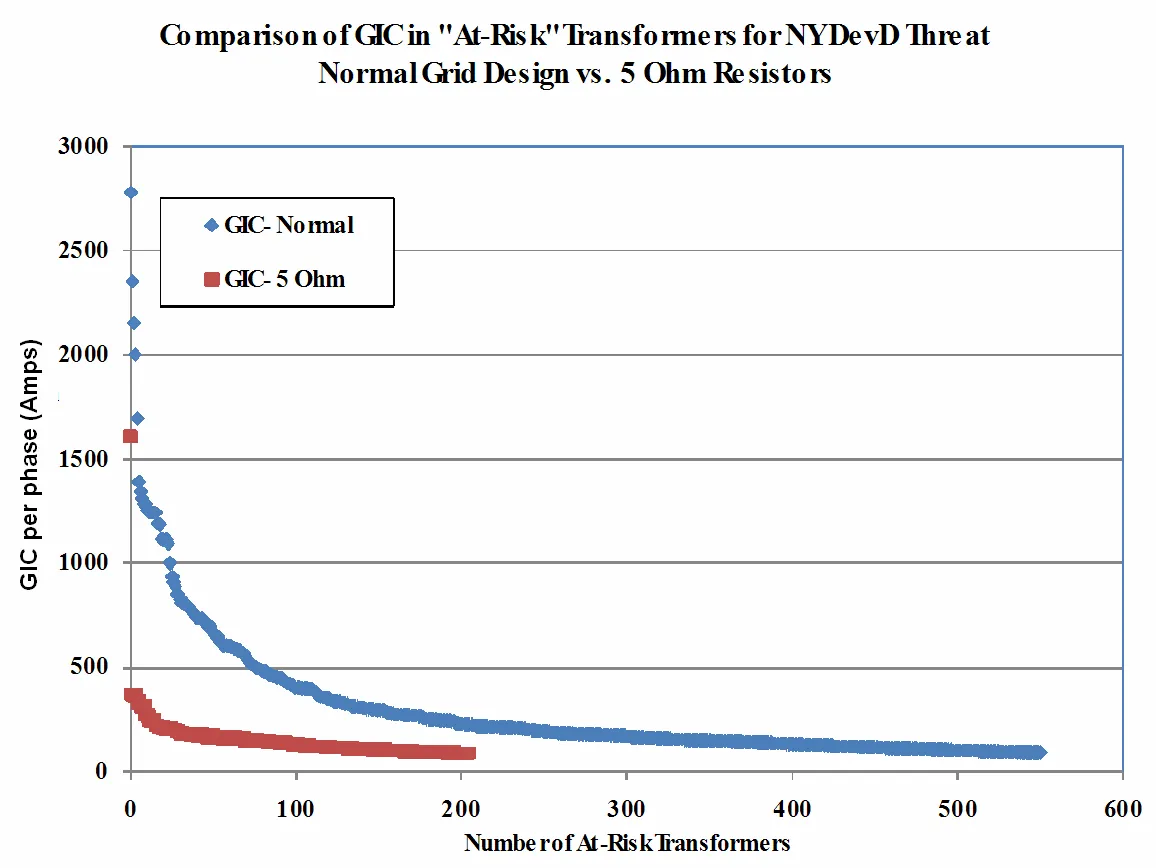 Comparison of GIC in "At-Risk" Transformers for NYDevD Threat
Normal Grid Design vs. 5 Ohm Resistors
3000
2500
2000
1500
1000
500
0
GIC- Normal
GIC- 5 Ohm
GIC per phase (Amps)
0 100 200 300 400 500 600
Number of At-Risk Transformers